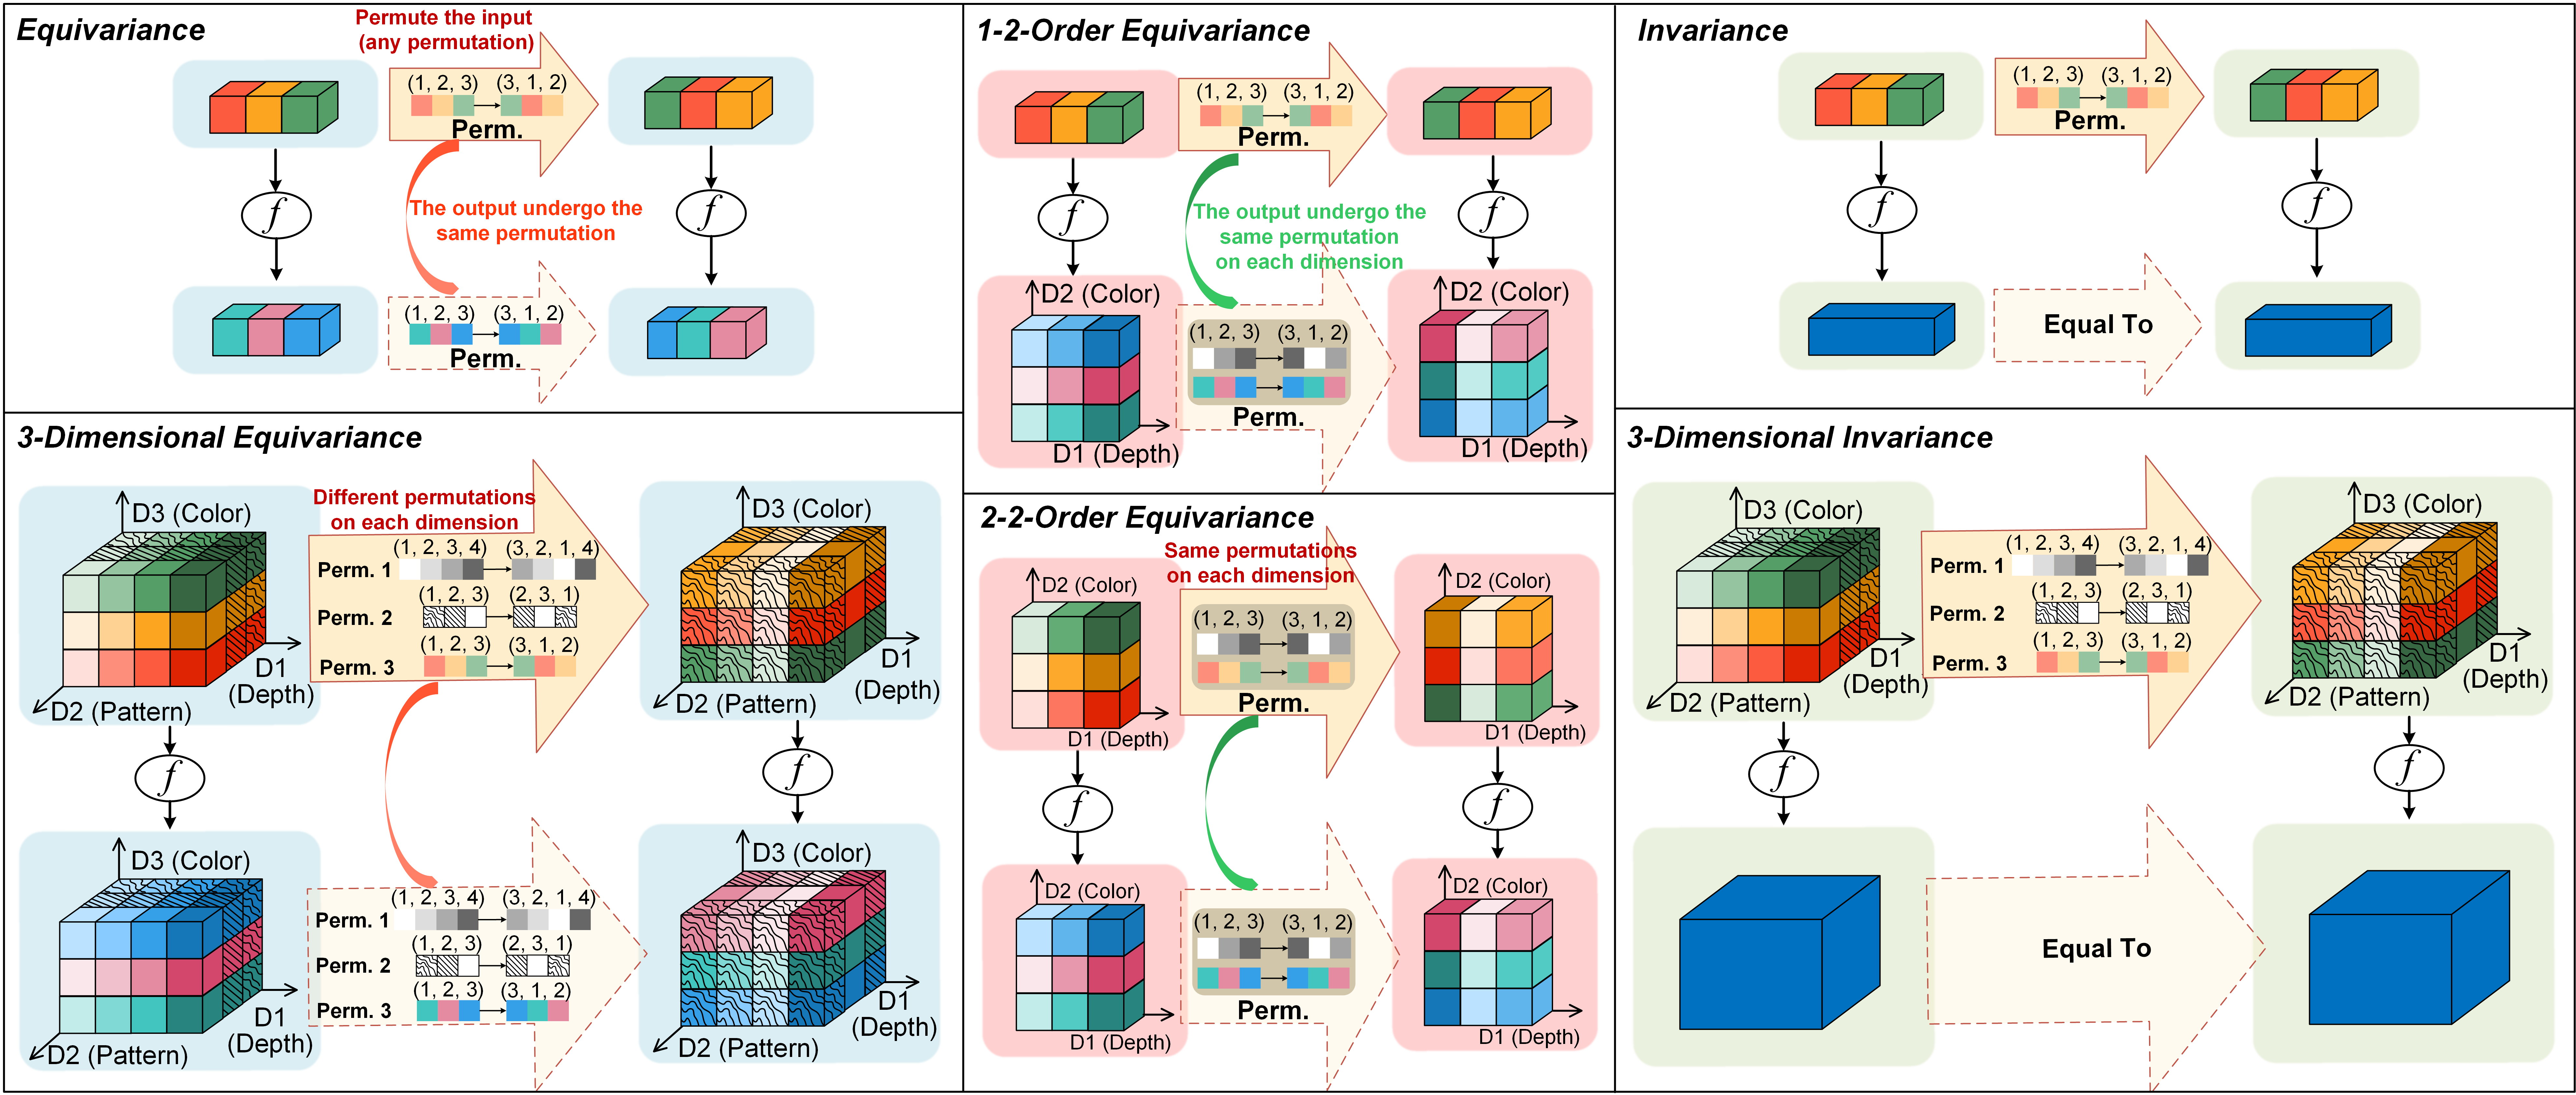 Equivariance
Permute the input
(any permutation)
(1, 2, 3) (3, 1, 2)
Perm.
f
f
The output undergo the
same permutation
(1, 2, 3) (3, 1, 2)
Perm.
1-2-Order Equivariance
(1, 2, 3) (3, 1, 2)
Perm.
f
f
The output undergo the
same permutation
on each dimension
D2 (Color)
D1 (Depth)
(1, 2, 3) (3, 1, 2)
Perm.
D2 (Color)
D1 (Depth)
Invariance
(1, 2, 3) (3, 1, 2)
Perm.
f
f
Equal To
3-Dimensional Equivariance
D3 (Color)
D1
(Depth)
D2 (Pattern)
Different permutations
on each dimension
(1, 2, 3, 4) (3, 2, 1, 4)
Perm. 1
(1, 2, 3) (2, 3, 1)
Perm. 2
(1, 2, 3) (3, 1, 2)
Perm. 3
D3 (Color)
D1
(Depth)
D2 (Pattern)
f
f
D3 (Color)
D1
(Depth)
D2 (Pattern)
(1, 2, 3, 4) (3, 2, 1, 4)
Perm. 1
(1, 2, 3) (2, 3, 1)
Perm. 2
(1, 2, 3) (3, 1, 2)
Perm. 3
D3 (Color)
D1
(Depth)
D2 (Pattern)
2-2-Order Equivariance
D2 (Color)
D1 (Depth)
Same permutations
on each dimension
(1, 2, 3) (3, 1, 2)
Perm.
D2 (Color)
D1 (Depth)
f
f
D2 (Color)
D1 (Depth)
(1, 2, 3) (3, 1, 2)
Perm.
D2 (Color)
D1 (Depth)
3-Dimensional Invariance
D3 (Color)
D1
(Depth)
D2 (Pattern)
(1, 2, 3, 4) (3, 2, 1, 4)
Perm. 1
(1, 2, 3) (2, 3, 1)
Perm. 2
(1, 2, 3) (3, 1, 2)
Perm. 3
D3 (Color)
D1
(Depth)
D2 (Pattern)
f
f
Equal To